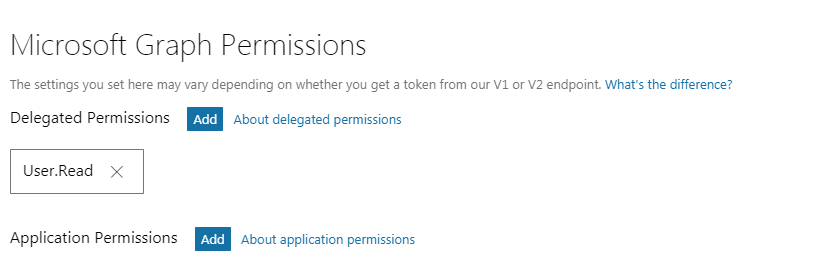 Microsoft Graph Permissions
The settings you set here may vary depending on whether you get a token from our V1 or V2 endpoint. What's the difference?
Delegated Permissions Add About delegated permissions
User.Read
Application Permissions Add About application permissions